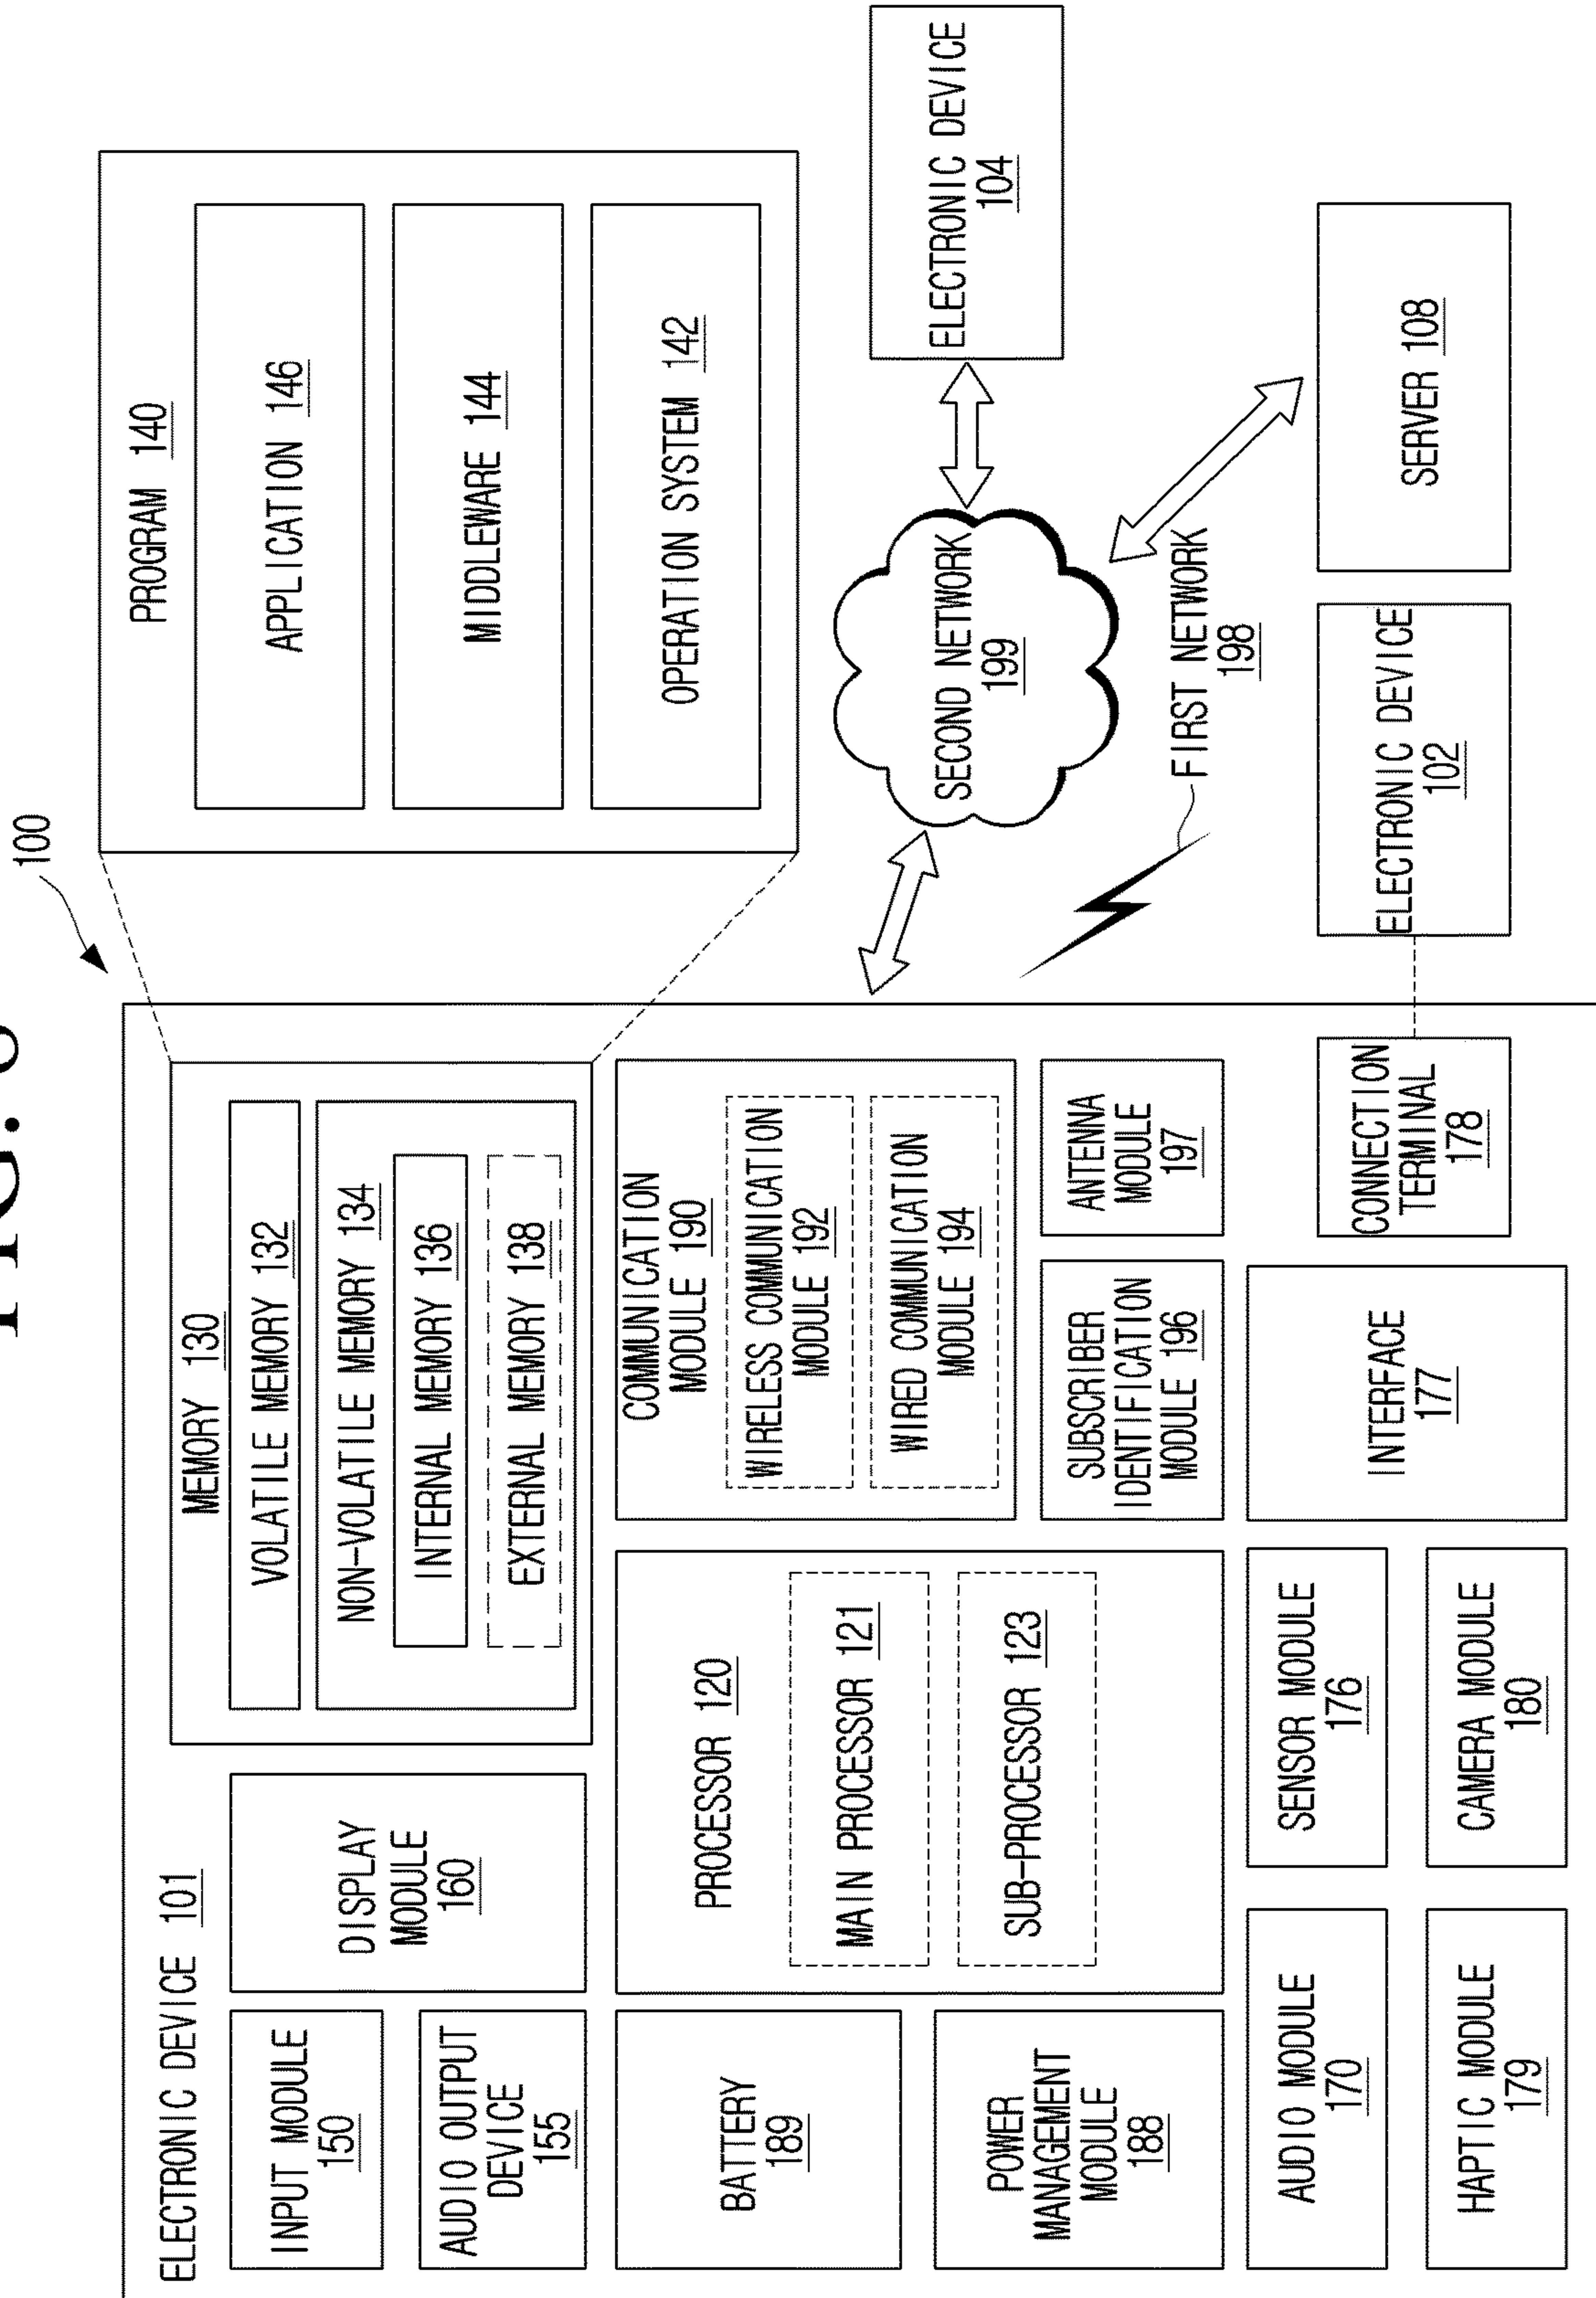 100
ELECTRONIC DEVICE 101
INPUT MODULE
150
AUDIO OUTPUT
DEVICE
155
DISPLAY
MODULE
160
MEMORY 130
VOLATILE MEMORY 132
NON-VOLATILE MEMORY 134
INTERNAL MEMORY 136
EXTERNAL MEMORY 138
PROGRAM 140
APPLICATION 146
MIDDLEWARE 144
OPERATION SYSTEM 142
BATTERY
189
POWER
MANAGEMENT
MODULE
188
PROCESSOR 120
MAIN PROCESSOR 121
SUB-PROCESSOR 123
COMMUNICATION
MODULE 190
WIRELESS COMMUNICATION
MODULE 192
WIRED COMMUNICATION
MODULE 194
SUBSCRIBER
IDENTIFICATION
MODULE 196
ANTENNA
MODULE
197
SECOND NETWORK
199
ELECTRONIC DEVICE
104
FIRST NETWORK
198
AUDIO MODULE
170
SENSOR MODULE
176
INTERFACE
177
CONNECTION
TERMINAL
178
ELECTRONIC DEVICE
102
SERVER 108
HAPTIC MODULE
179
CAMERA MODULE
180